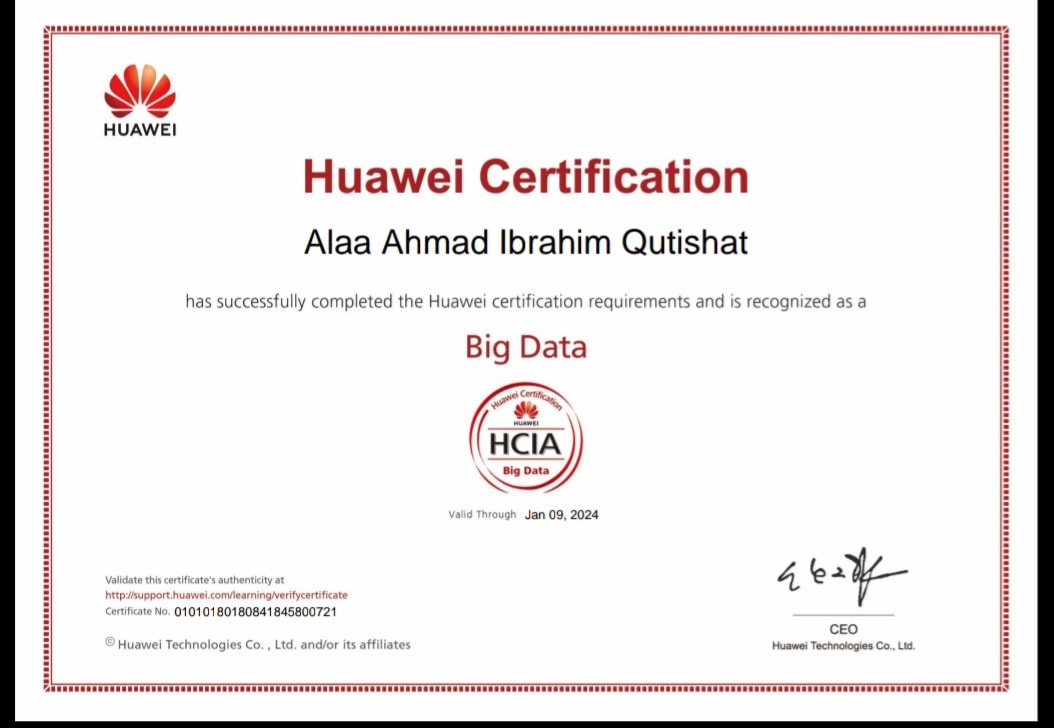 HUAWEI
Huawei Certification
Alaa Ahmad Ibrahim Qutishat
has successfully completed the Huawei certification requirements and is recognized as a
Big Data
Huawei Certification
HUAWEI
HCIA
Big Data
Valid Through Jan 09, 2024
Validate this certificate's authenticity at
http://support.huawei.com/learning/verifycertificate
Certificate No. 01010180180841845800721
© Huawei Technologies Co. , Ltd. and/or its affiliates
CEO
Huawei Technologies Co., Ltd.